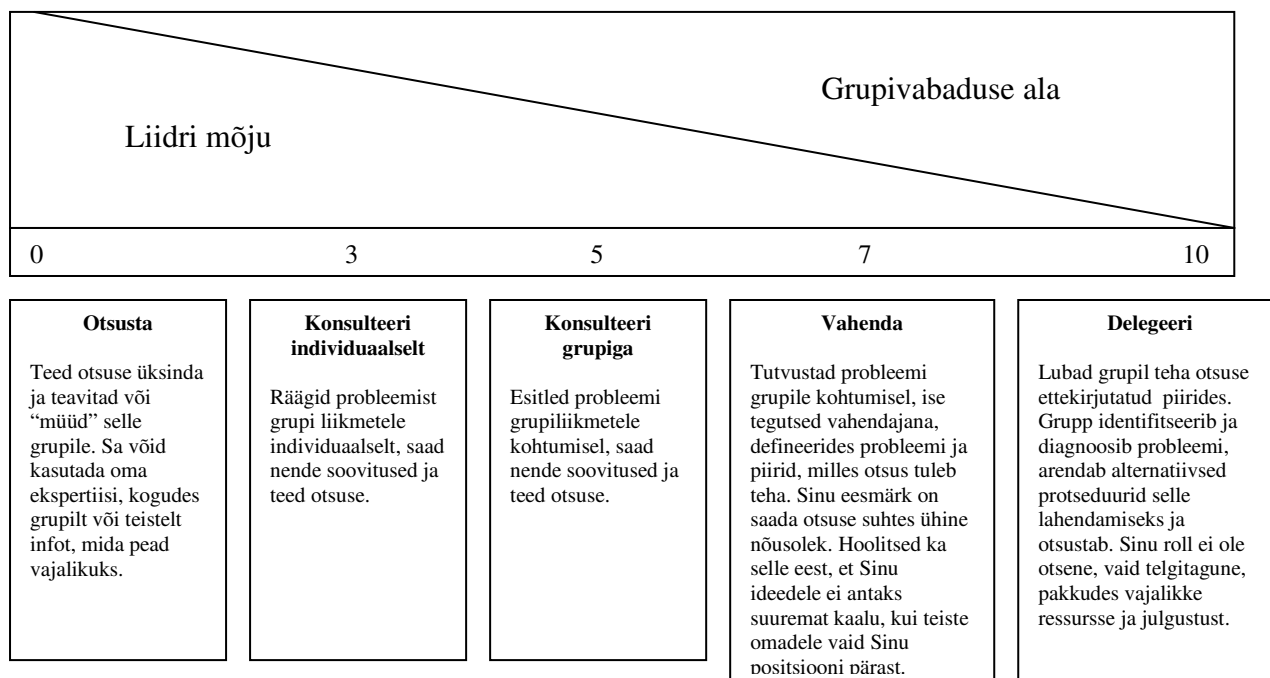 Grupivabaduse ala
Liidri mõju
0 3 5 7 10
Otsusta
Teed otsuse üksinda
ja teavitad või
“müüd” selle
grupile. Sa võid
kasutada oma
ekspertiisi, kogudes
grupilt või teistelt
infot, mida pead
vajalikuks.
Konsulteeri
individuaalselt
Räägid probleemist
grupi liikmetele
individuaalselt, saad
nende soovitused ja
teed otsuse.
Konsulteeri
grupiga
Esitled probleemi
grupiliikmetele
kohtumisel, saad
nende soovitused ja
teed otsuse.
Vahenda
Tutvustad probleemi
grupile kohtumisel, ise
tegutsed vahendajana,
defineerides probleemi ja
piirid, milles otsus tuleb
teha. Sinu eesmärk on
saada otsuse suhtes ühine
nõusolek. Hoolitsed ka
selle eest, et Sinu
ideedele ei antaks
suuremat kaalu, kui teiste
omadele vaid Sinu
positsiooni pärast.
Delegeeri
Lubad grupil teha otsuse
ettekirjutatud piirides.
Grupp identifitseerib ja
diagnoosib probleemi,
arendab alternatiivsed
protseduurid selle
lahendamiseks ja
otsustab. Sinu roll ei ole
otsene, vaid telgitagune,
pakkudes vajalikke
ressursse ja julgustust.